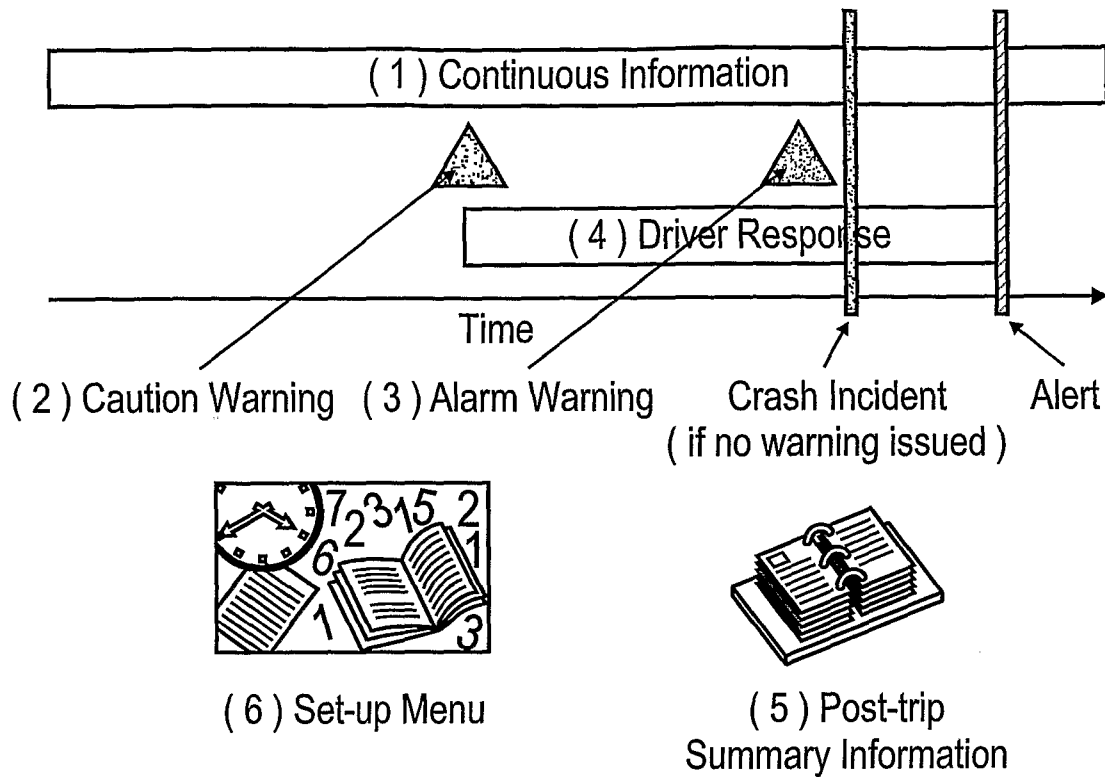 ( 1 ) Continuous Information
( 4 ) Driver Response
Time
( 2 ) Caution Warning
( 3 ) Alarm Warning
Crash Incident
( if no warning issued )
Alert
7 2 3 1 5 2
6 1
1 3
( 6 ) Set-up Menu
( 5 ) Post-trip
Summary Information